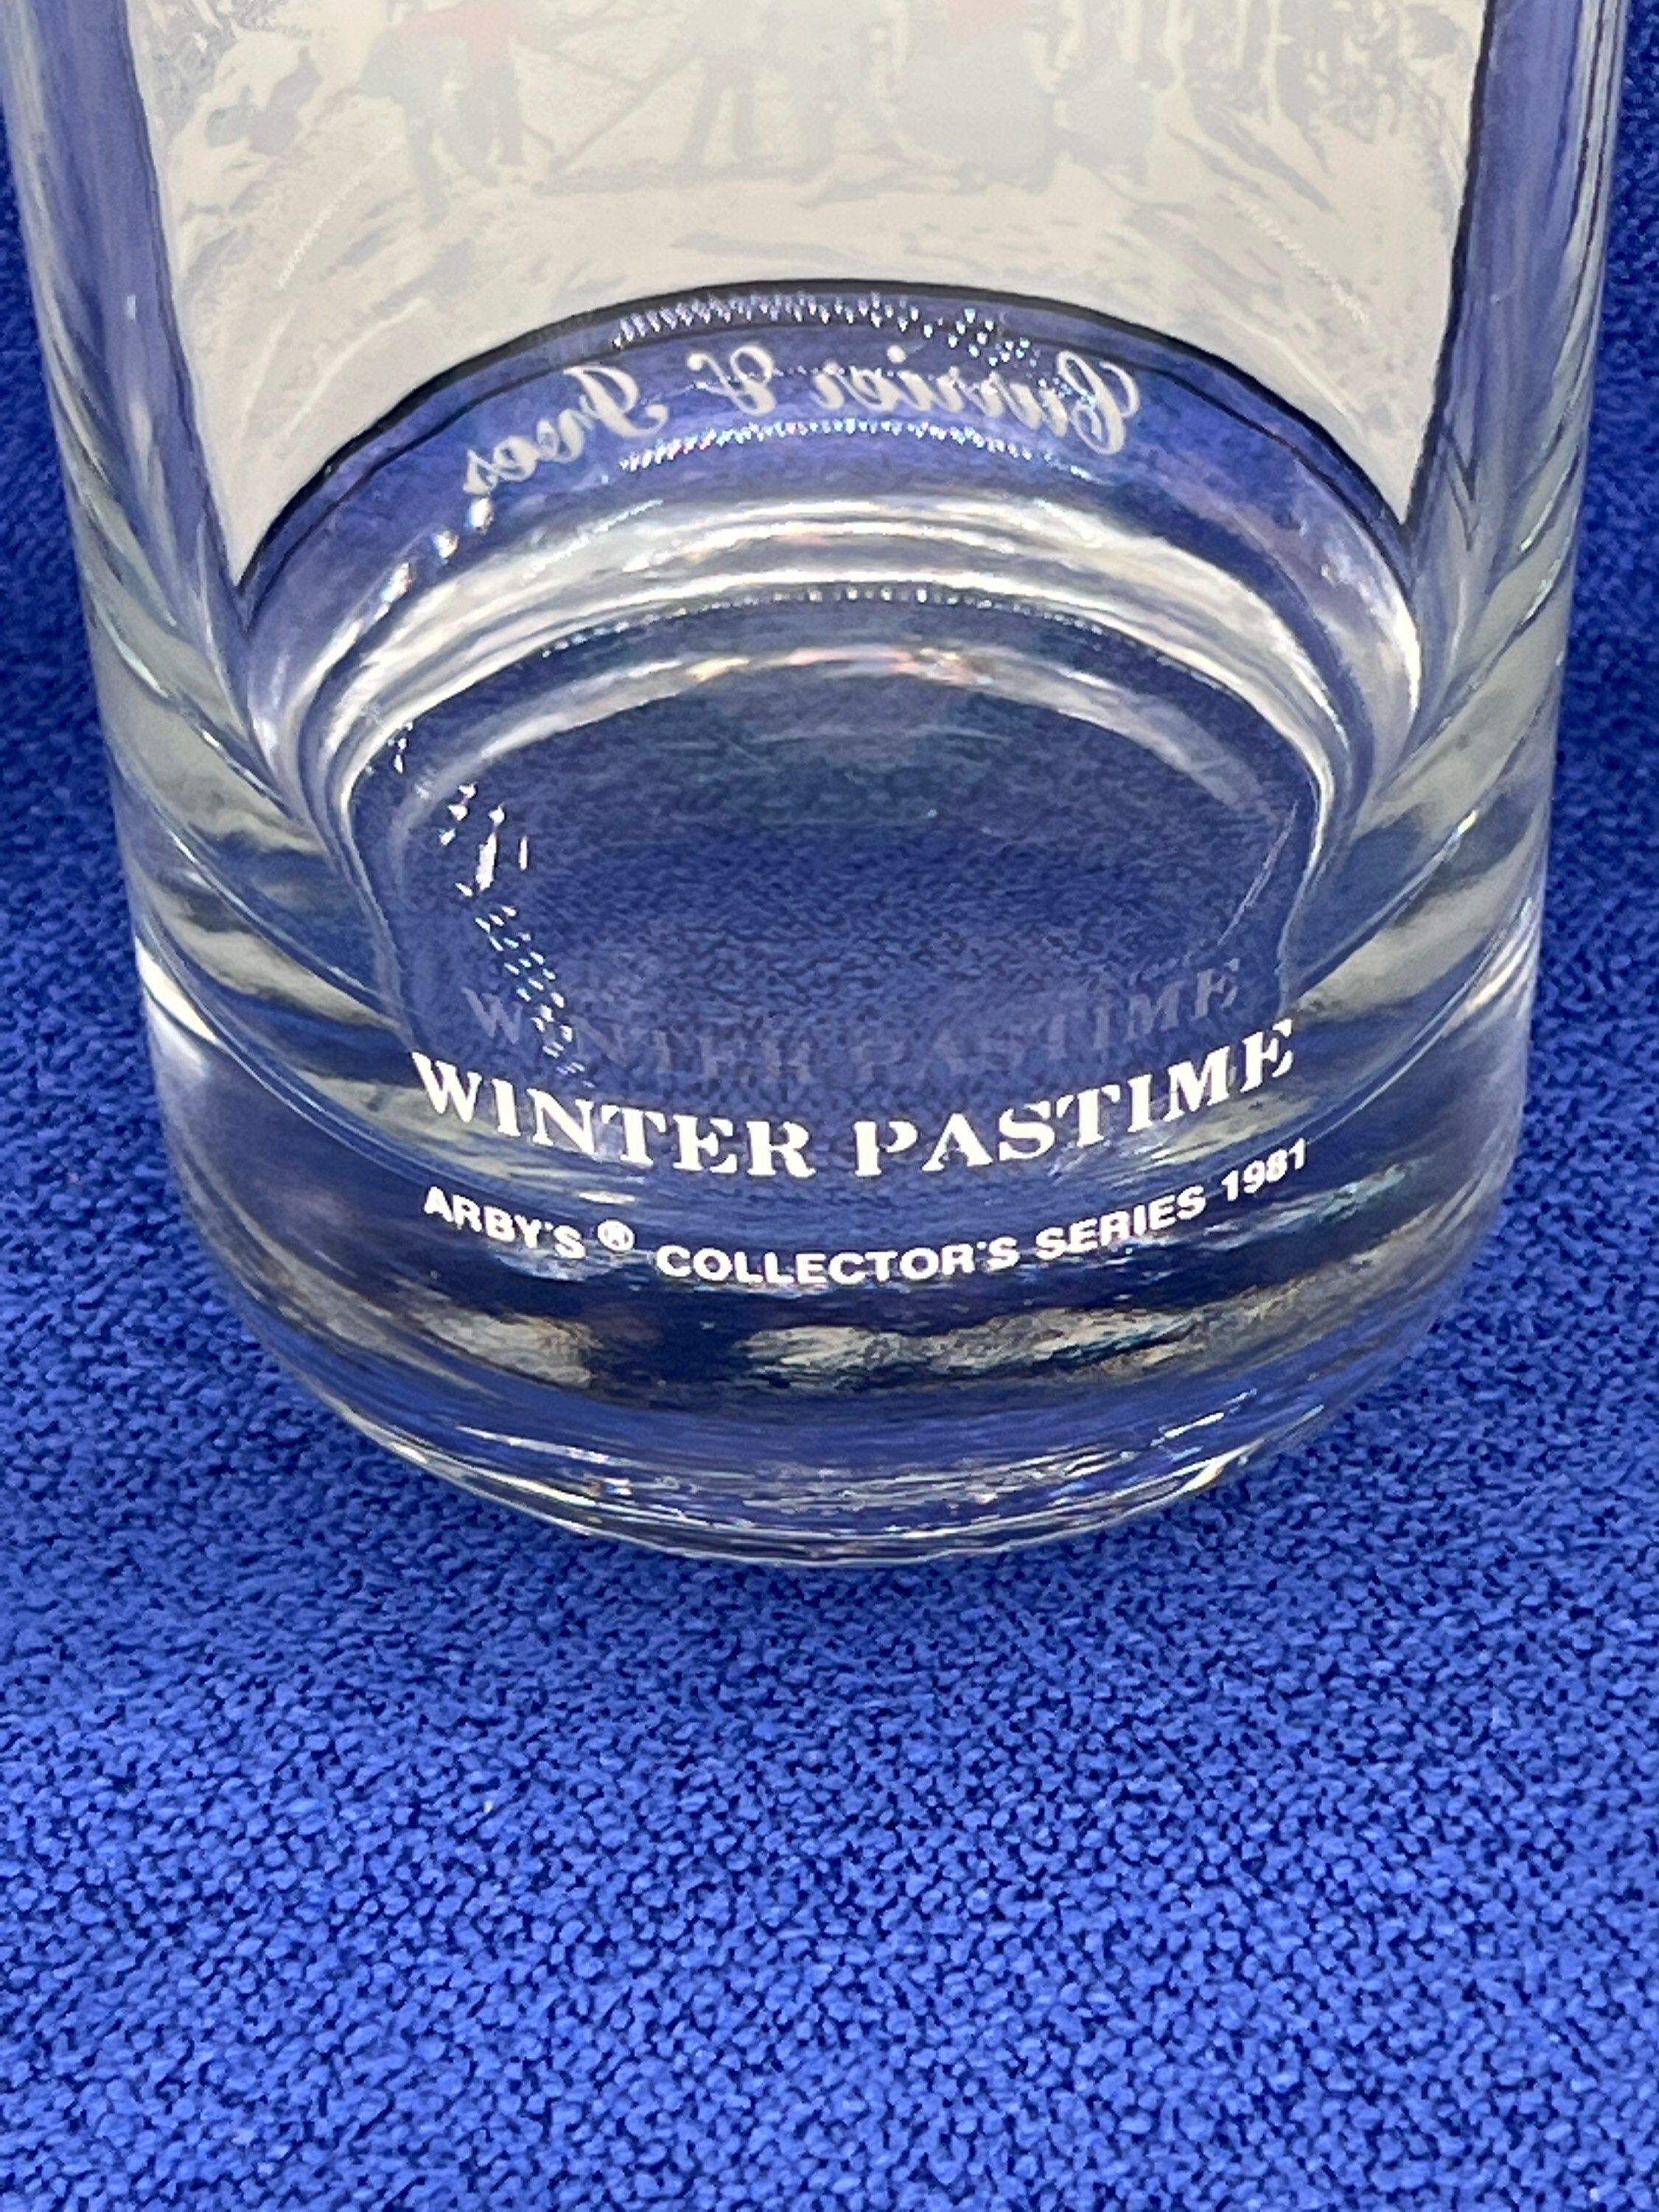 Currier & Ives
WINTER PASTIME
ARBY'S ® COLLECTOR'S SERIES 1981